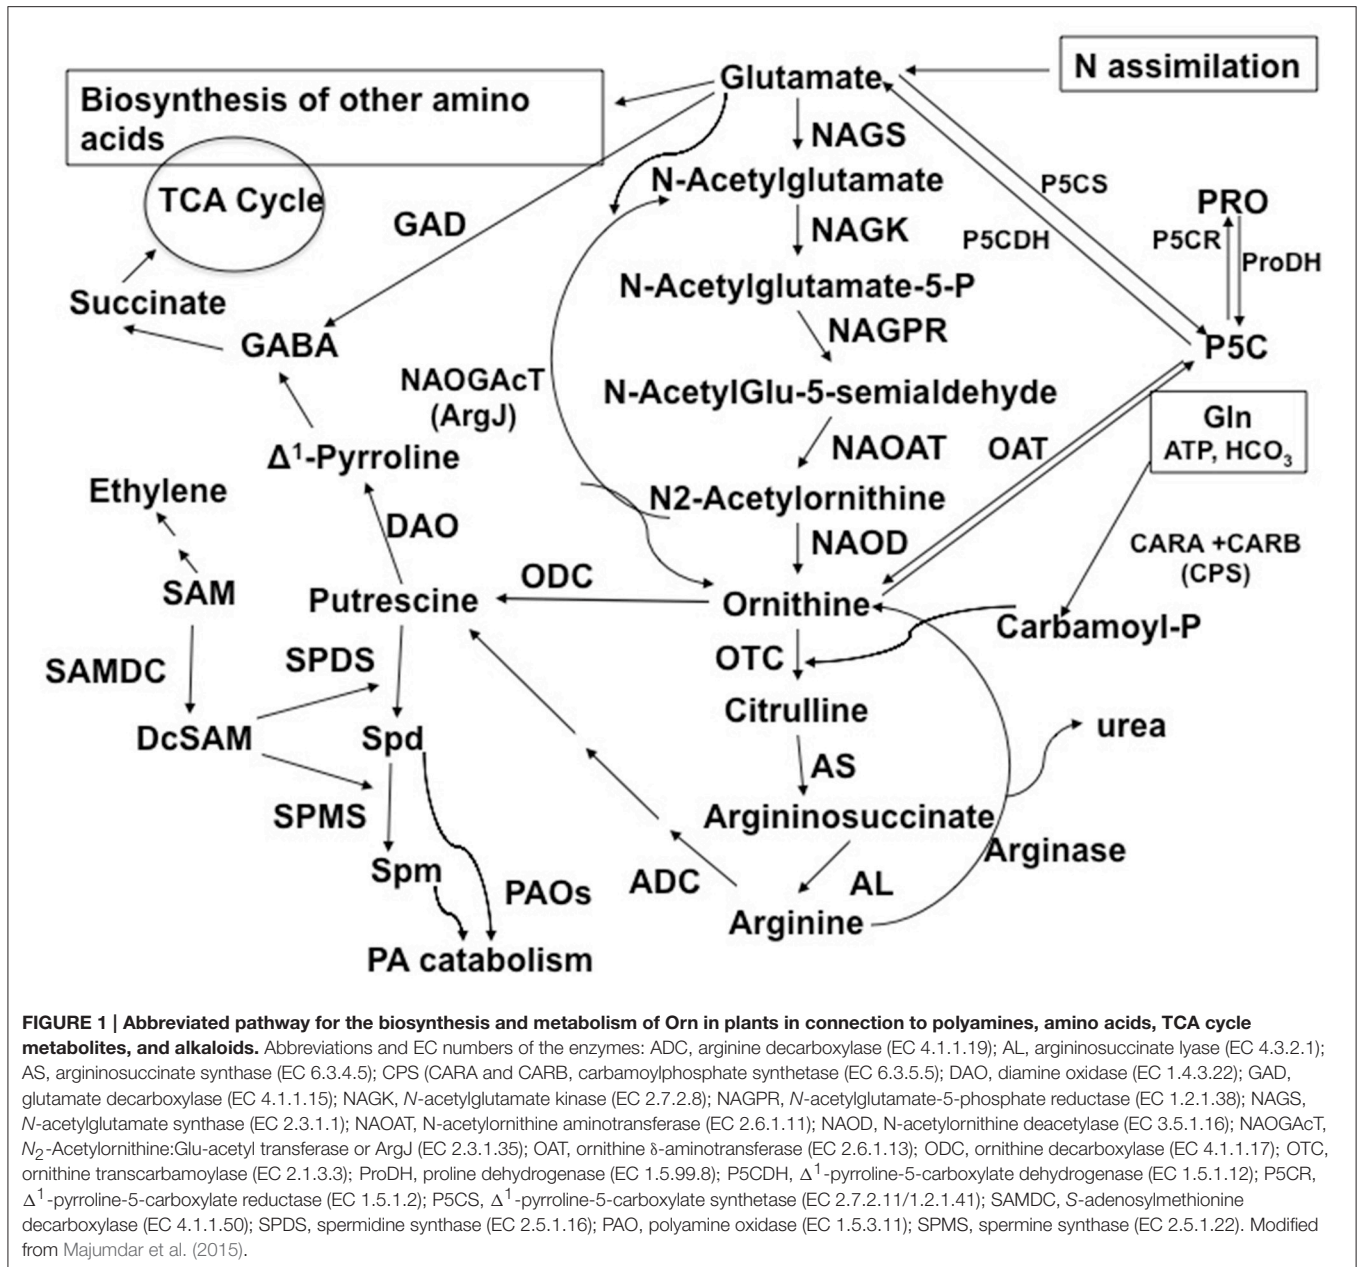 Glutamate
N assimilation
Biosynthesis of other amino
acids
NAGS
N-Acetylglutamate
P5CS
TCA Cycle
PRO
GAD
NAGK
P5CDH
P5CR
ProDH
N-Acetylglutamate-5-P
Succinate
NAGPR
GABA
P5C
NAOGAcT
(ArgJ)
N-AcetylGlu-5-semialdehyde
Gln
ATP, HCO₃
NAOAT
OAT
Δ¹-Pyrroline
Ethylene
N2-Acetylornithine
DAO
NAOD
CARA +CARB
(CPS)
ODC
SAM
Putrescine
Ornithine
Carbamoyl-P
SAMDC
SPDS
OTC
Citrulline
urea
DcSAM
Spd
AS
SPMS
Argininosuccinate
Arginase
Spm
PAOs
ADC
AL
Arginine
PA catabolism
FIGURE 1 | Abbreviated pathway for the biosynthesis and metabolism of Orn in plants in connection to polyamines, amino acids, TCA cycle
metabolites, and alkaloids. Abbreviations and EC numbers of the enzymes: ADC, arginine decarboxylase (EC 4.1.1.19); AL, argininosuccinate lyase (EC 4.3.2.1);
AS, argininosuccinate synthase (EC 6.3.4.5); CPS (CARA and CARB, carbamoylphosphate synthetase (EC 6.3.5.5); DAO, diamine oxidase (EC 1.4.3.22); GAD,
glutamate decarboxylase (EC 4.1.1.15); NAGK, N-acetylglutamate kinase (EC 2.7.2.8); NAGPR, N-acetylglutamate-5-phosphate reductase (EC 1.2.1.38); NAGS,
N-acetylglutamate synthase (EC 2.3.1.1); NAOAT, N-acetylornithine aminotransferase (EC 2.6.1.11); NAOD, N-acetylornithine deacetylase (EC 3.5.1.16); NAOGAcT,
N₂-Acetylornithine:Glu-acetyl transferase or ArgJ (EC 2.3.1.35); OAT, ornithine δ-aminotransferase (EC 2.6.1.13); ODC, ornithine decarboxylase (EC 4.1.1.17); OTC,
ornithine transcarbamoylase (EC 2.1.3.3); ProDH, proline dehydrogenase (EC 1.5.99.8); P5CDH, Δ¹-pyrroline-5-carboxylate dehydrogenase (EC 1.5.1.12); P5CR,
Δ¹-pyrroline-5-carboxylate reductase (EC 1.5.1.2); P5CS, Δ¹-pyrroline-5-carboxylate synthetase (EC 2.7.2.11/1.2.1.41); SAMDC, S-adenosylmethionine
decarboxylase (EC 4.1.1.50); SPDS, spermidine synthase (EC 2.5.1.16); PAO, polyamine oxidase (EC 1.5.3.11); SPMS, spermine synthase (EC 2.5.1.22). Modified
from Majumdar et al. (2015).